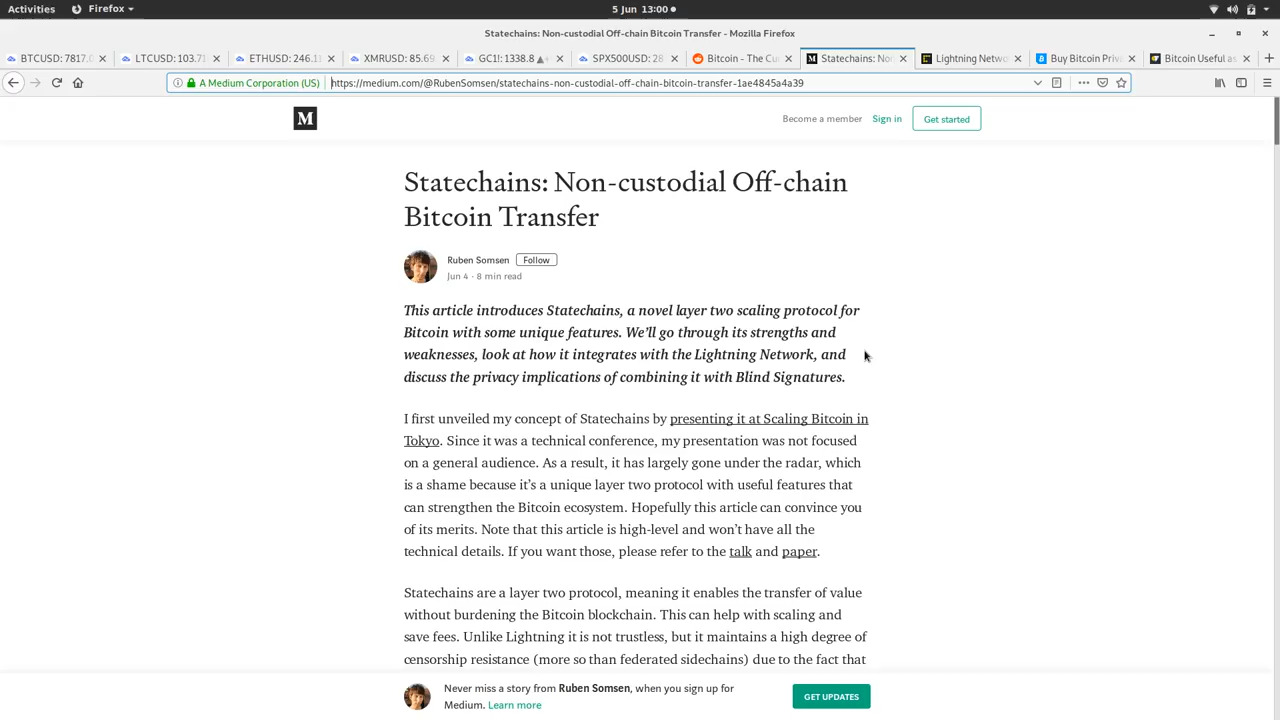 Activities
Firefox
5 Jun 13:00
Statechains: Non-custodial Off-chain Bitcoin Transfer - Mozilla Firefox
BTCUSD: 7817.0
LTCUSD: 103.71
ETHUSD: 246.11
XMRUSD: 85.69
GC1!: 1338.8 ▲
SPX500USD: 28
Bitcoin - The Cu
Statechains: No
Lightning Netwo
Buy Bitcoin Priv
Bitcoin Useful as
A Medium Corporation (US)
https://medium.com/@RubenSomsen/statechains-non-custodial-off-chain-bitcoin-transfer-1ae4845a4a39
M
Become a member
Sign in
Get started
Statechains: Non-custodial Off-chain
Bitcoin Transfer
Ruben Somsen
Follow
Jun 4 · 8 min read
This article introduces Statechains, a novel layer two scaling protocol for
Bitcoin with some unique features. We’ll go through its strengths and
weaknesses, look at how it integrates with the Lightning Network, and
discuss the privacy implications of combining it with Blind Signatures.
I first unveiled my concept of Statechains by presenting it at Scaling Bitcoin in
Tokyo. Since it was a technical conference, my presentation was not focused
on a general audience. As a result, it has largely gone under the radar, which
is a shame because it’s a unique layer two protocol with useful features that
can strengthen the Bitcoin ecosystem. Hopefully this article can convince you
of its merits. Note that this article is high-level and won’t have all the
technical details. If you want those, please refer to the talk and paper.
Statechains are a layer two protocol, meaning it enables the transfer of value
without burdening the Bitcoin blockchain. This can help with scaling and
save fees. Unlike Lightning it is not trustless, but it maintains a high degree of
censorship resistance (more so than federated sidechains) due to the fact that
Never miss a story from Ruben Somsen, when you sign up for
Medium. Learn more
GET UPDATES